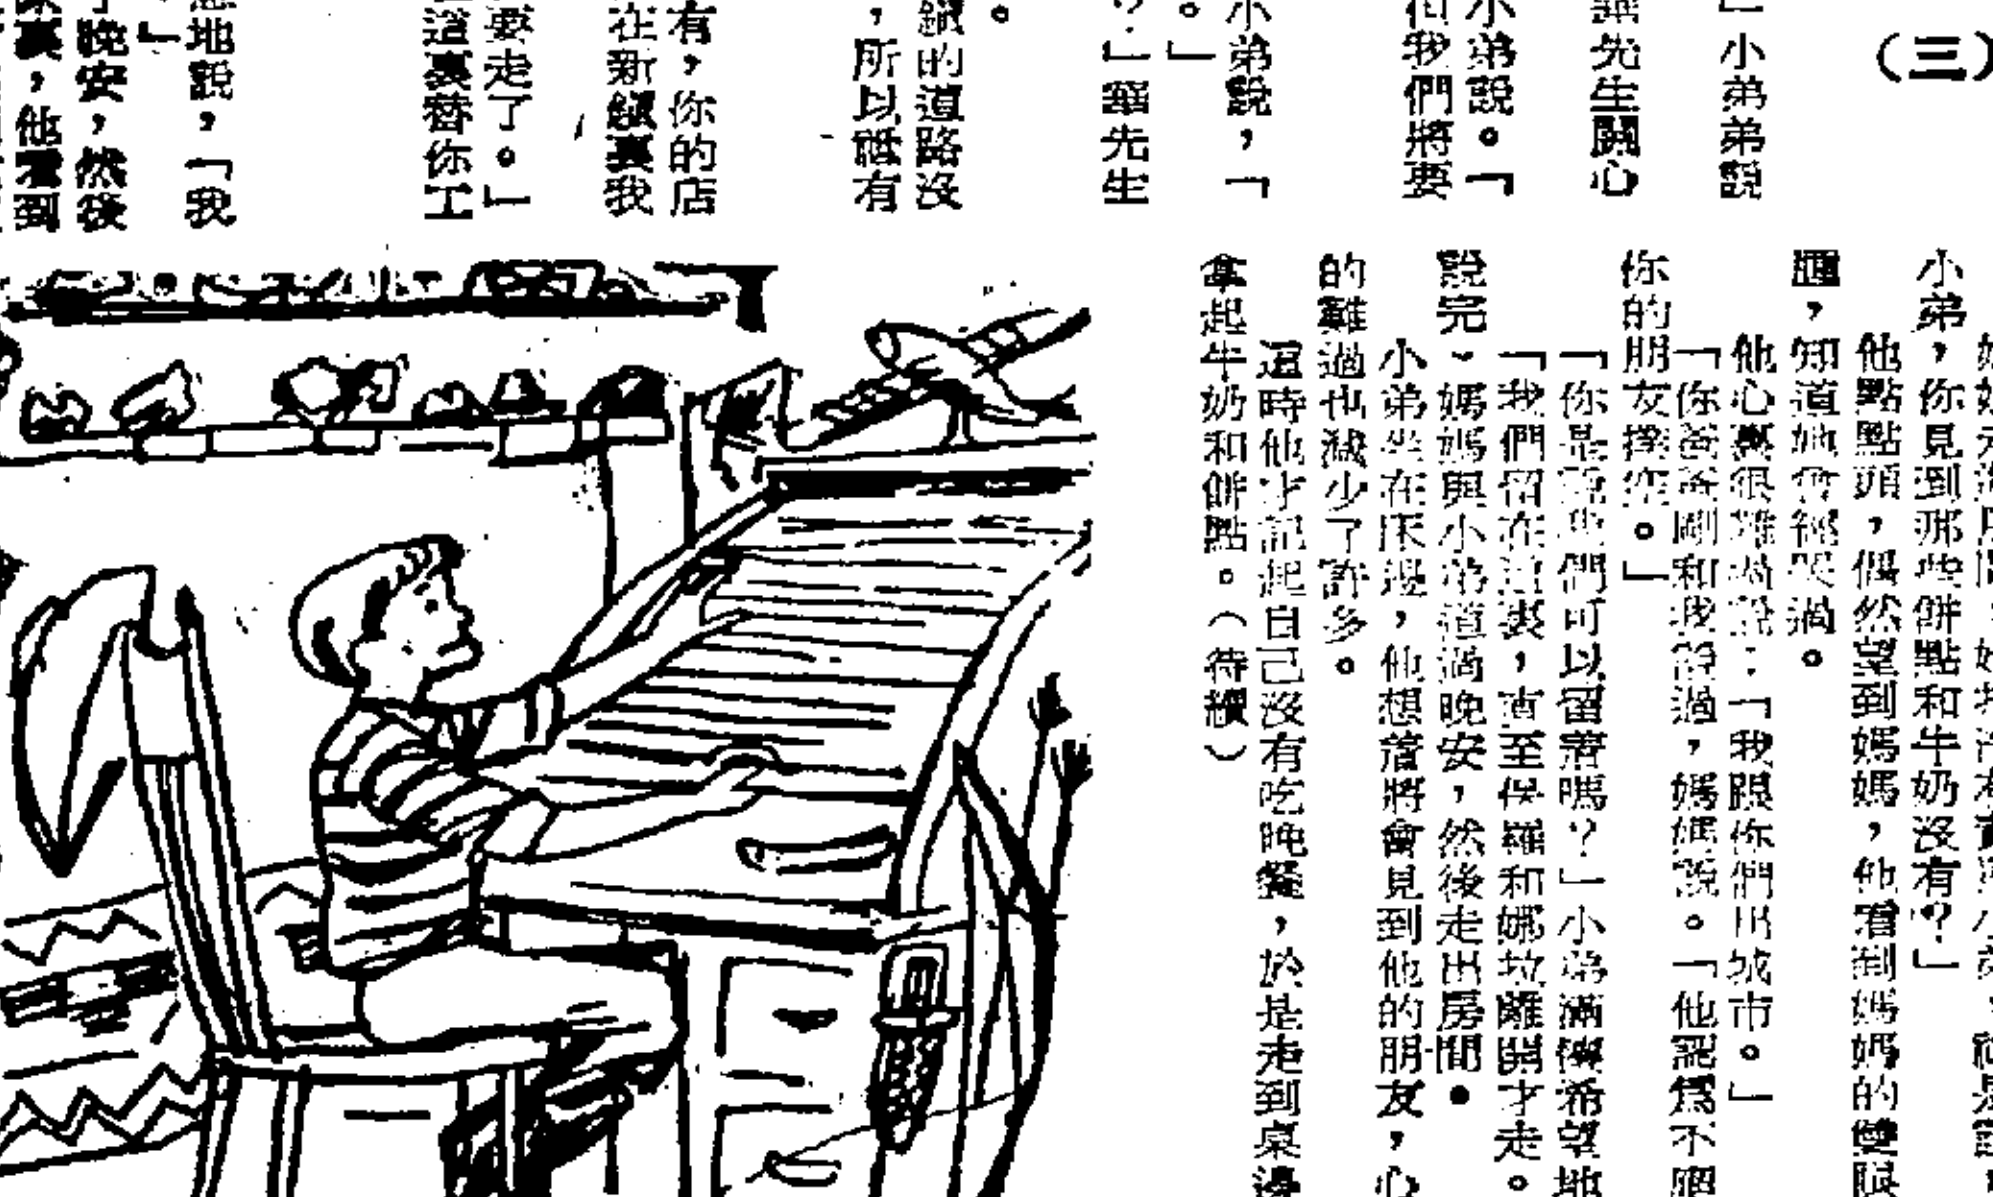 （三）
」小弟弟說
先生關心
小弟說。「
我們將要
小弟說，「
。」
？」華先生
。
的道路沒
，所以祗有
有，你的店
在新鎮裏我
要走了。」
這裏替你工
地說，「我
」
晚安，然後
裏，他看到
小弟，你見到那些餅點和牛奶沒有？」
他點點頭，偶然望到媽媽，他看到媽媽的雙眼
，知道她曾經哭過。
他心裏很難過說：「我跟你們出城市。」
「你爸爸剛和我說過，媽媽說。「他認爲不
你的朋友撲空。」
「你是說我們可以留着嗎？」小弟滿懷希望地
「我們留在這裏，直至保羅和娜拉離開才走。
說完、媽媽與小弟道過晚安，然後走出房間。
小弟坐在床邊，他想着將會見到他的朋友，心
的難過也減少了許多。
這時他才記起自己沒有吃晚餐，於是走到桌邊
拿起牛奶和餅點。（待續）